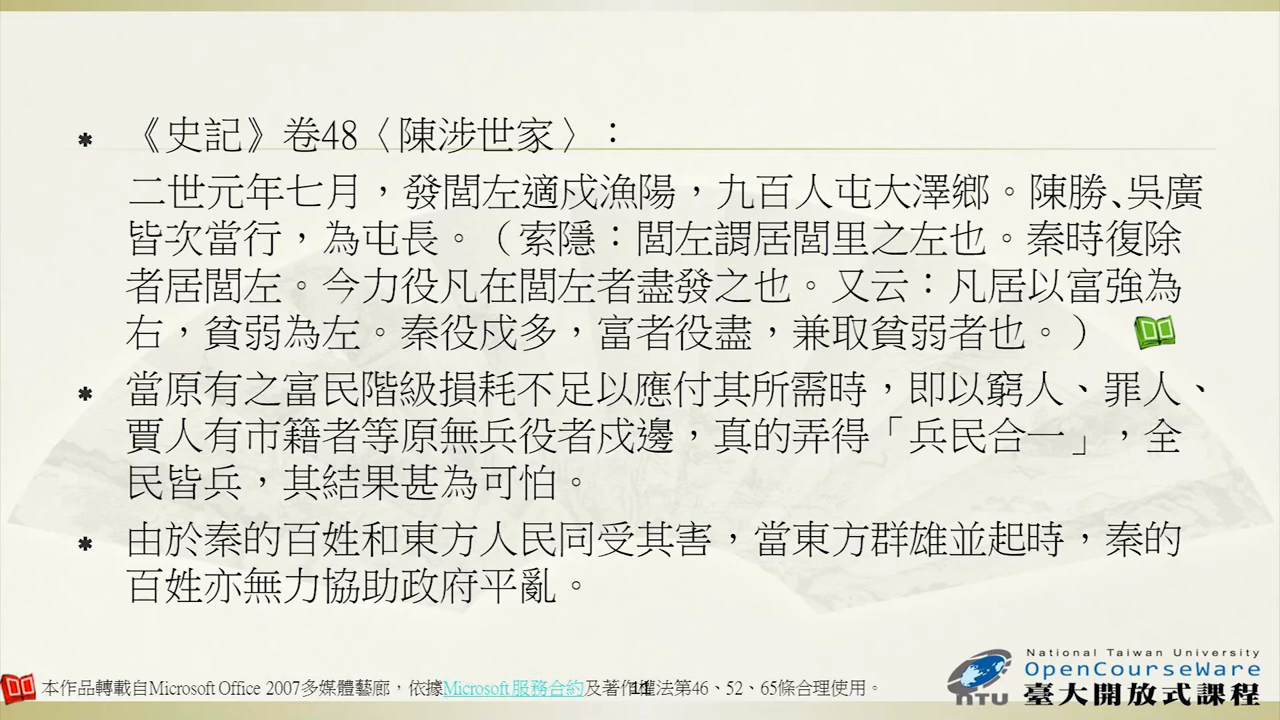 * 《史記》卷48〈陳涉世家〉：
二世元年七月，發閭左適戍漁陽，九百人屯大澤鄉。陳勝、吳廣
皆次當行，為屯長。（索隱：閭左謂居閭里之左也。秦時復除
者居閭左。今力役凡在閭左者盡發之也。又云：凡居以富強為
右，貧弱為左。秦役戍多，富者役盡，兼取貧弱者也。）
* 當原有之富民階級損耗不足以應付其所需時，即以窮人、罪人、
賈人有市籍者等原無兵役者戍邊，真的弄得「兵民合一」，全
民皆兵，其結果甚為可怕。
* 由於秦的百姓和東方人民同受其害，當東方群雄並起時，秦的
百姓亦無力協助政府平亂。
本作品轉載自Microsoft Office 2007多媒體藝廊，依據Microsoft服務合約及著作權法第46、52、65條合理使用。
NTU
National Taiwan University
OpenCourseWare
臺大開放式課程